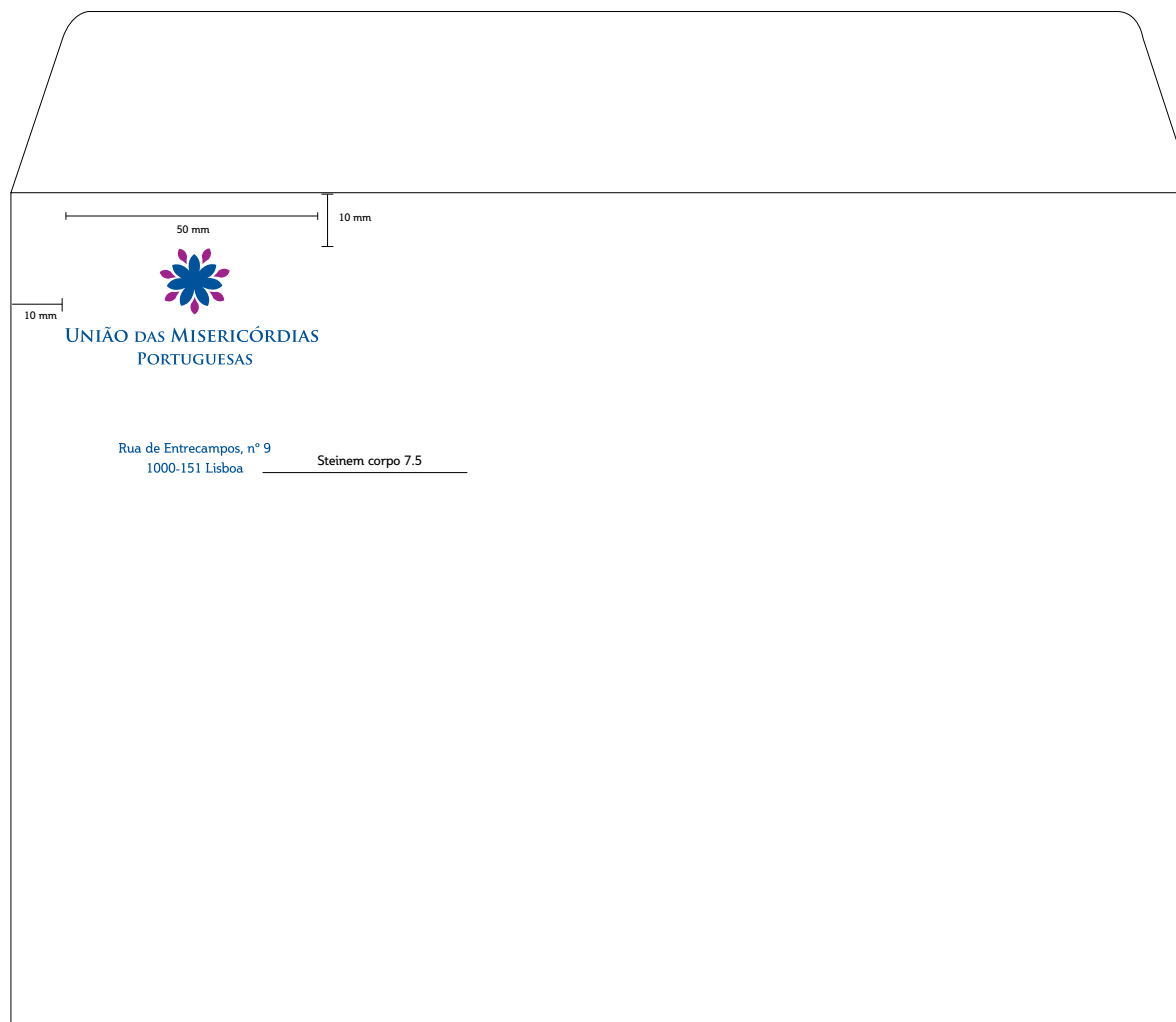 10 mm
50 mm
10 mm
União das Misericórdias
Portuguesas
Rua de Entrecampos, nº 9
1000-151 Lisboa
Steinem corpo 7.5